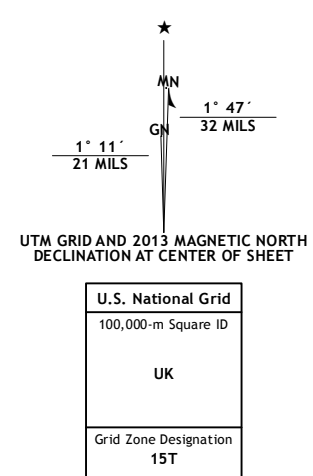 ★
MN
1° 47´
32 MILS
GN
1° 11´
21 MILS
UTM GRID AND 2013 MAGNETIC NORTH
DECLINATION AT CENTER OF SHEET
U.S. National Grid
100,000-m Square ID
UK
Grid Zone Designation
15T